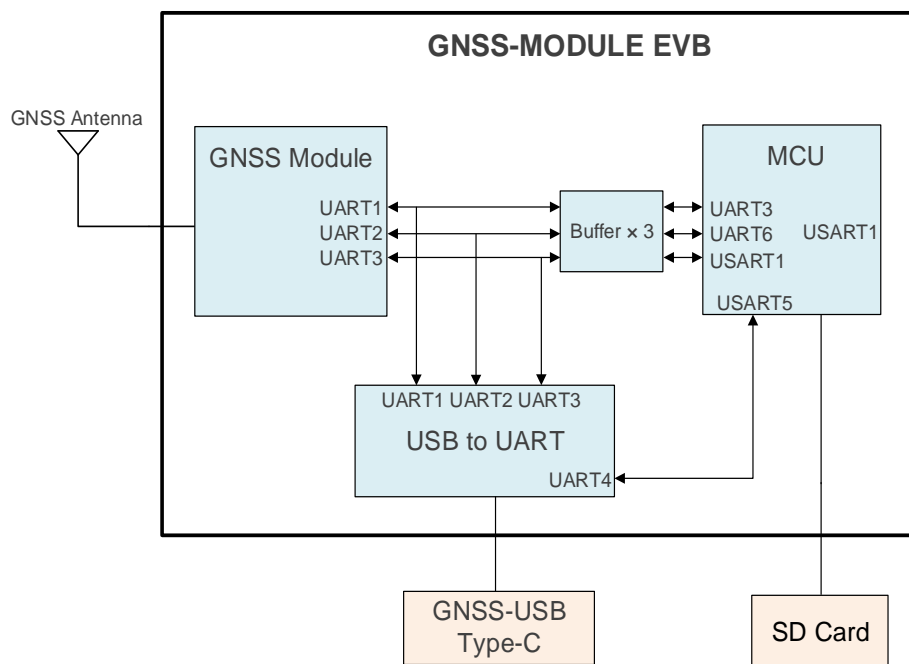 GNSS-MODULE EVB
GNSS Antenna
GNSS Module
UART1
UART2
UART3
Buffer × 3
MCU
UART3
UART6
USART1
USART1
USART5
UART1 UART2 UART3
USB to UART
UART4
GNSS-USB
Type-C
SD Card